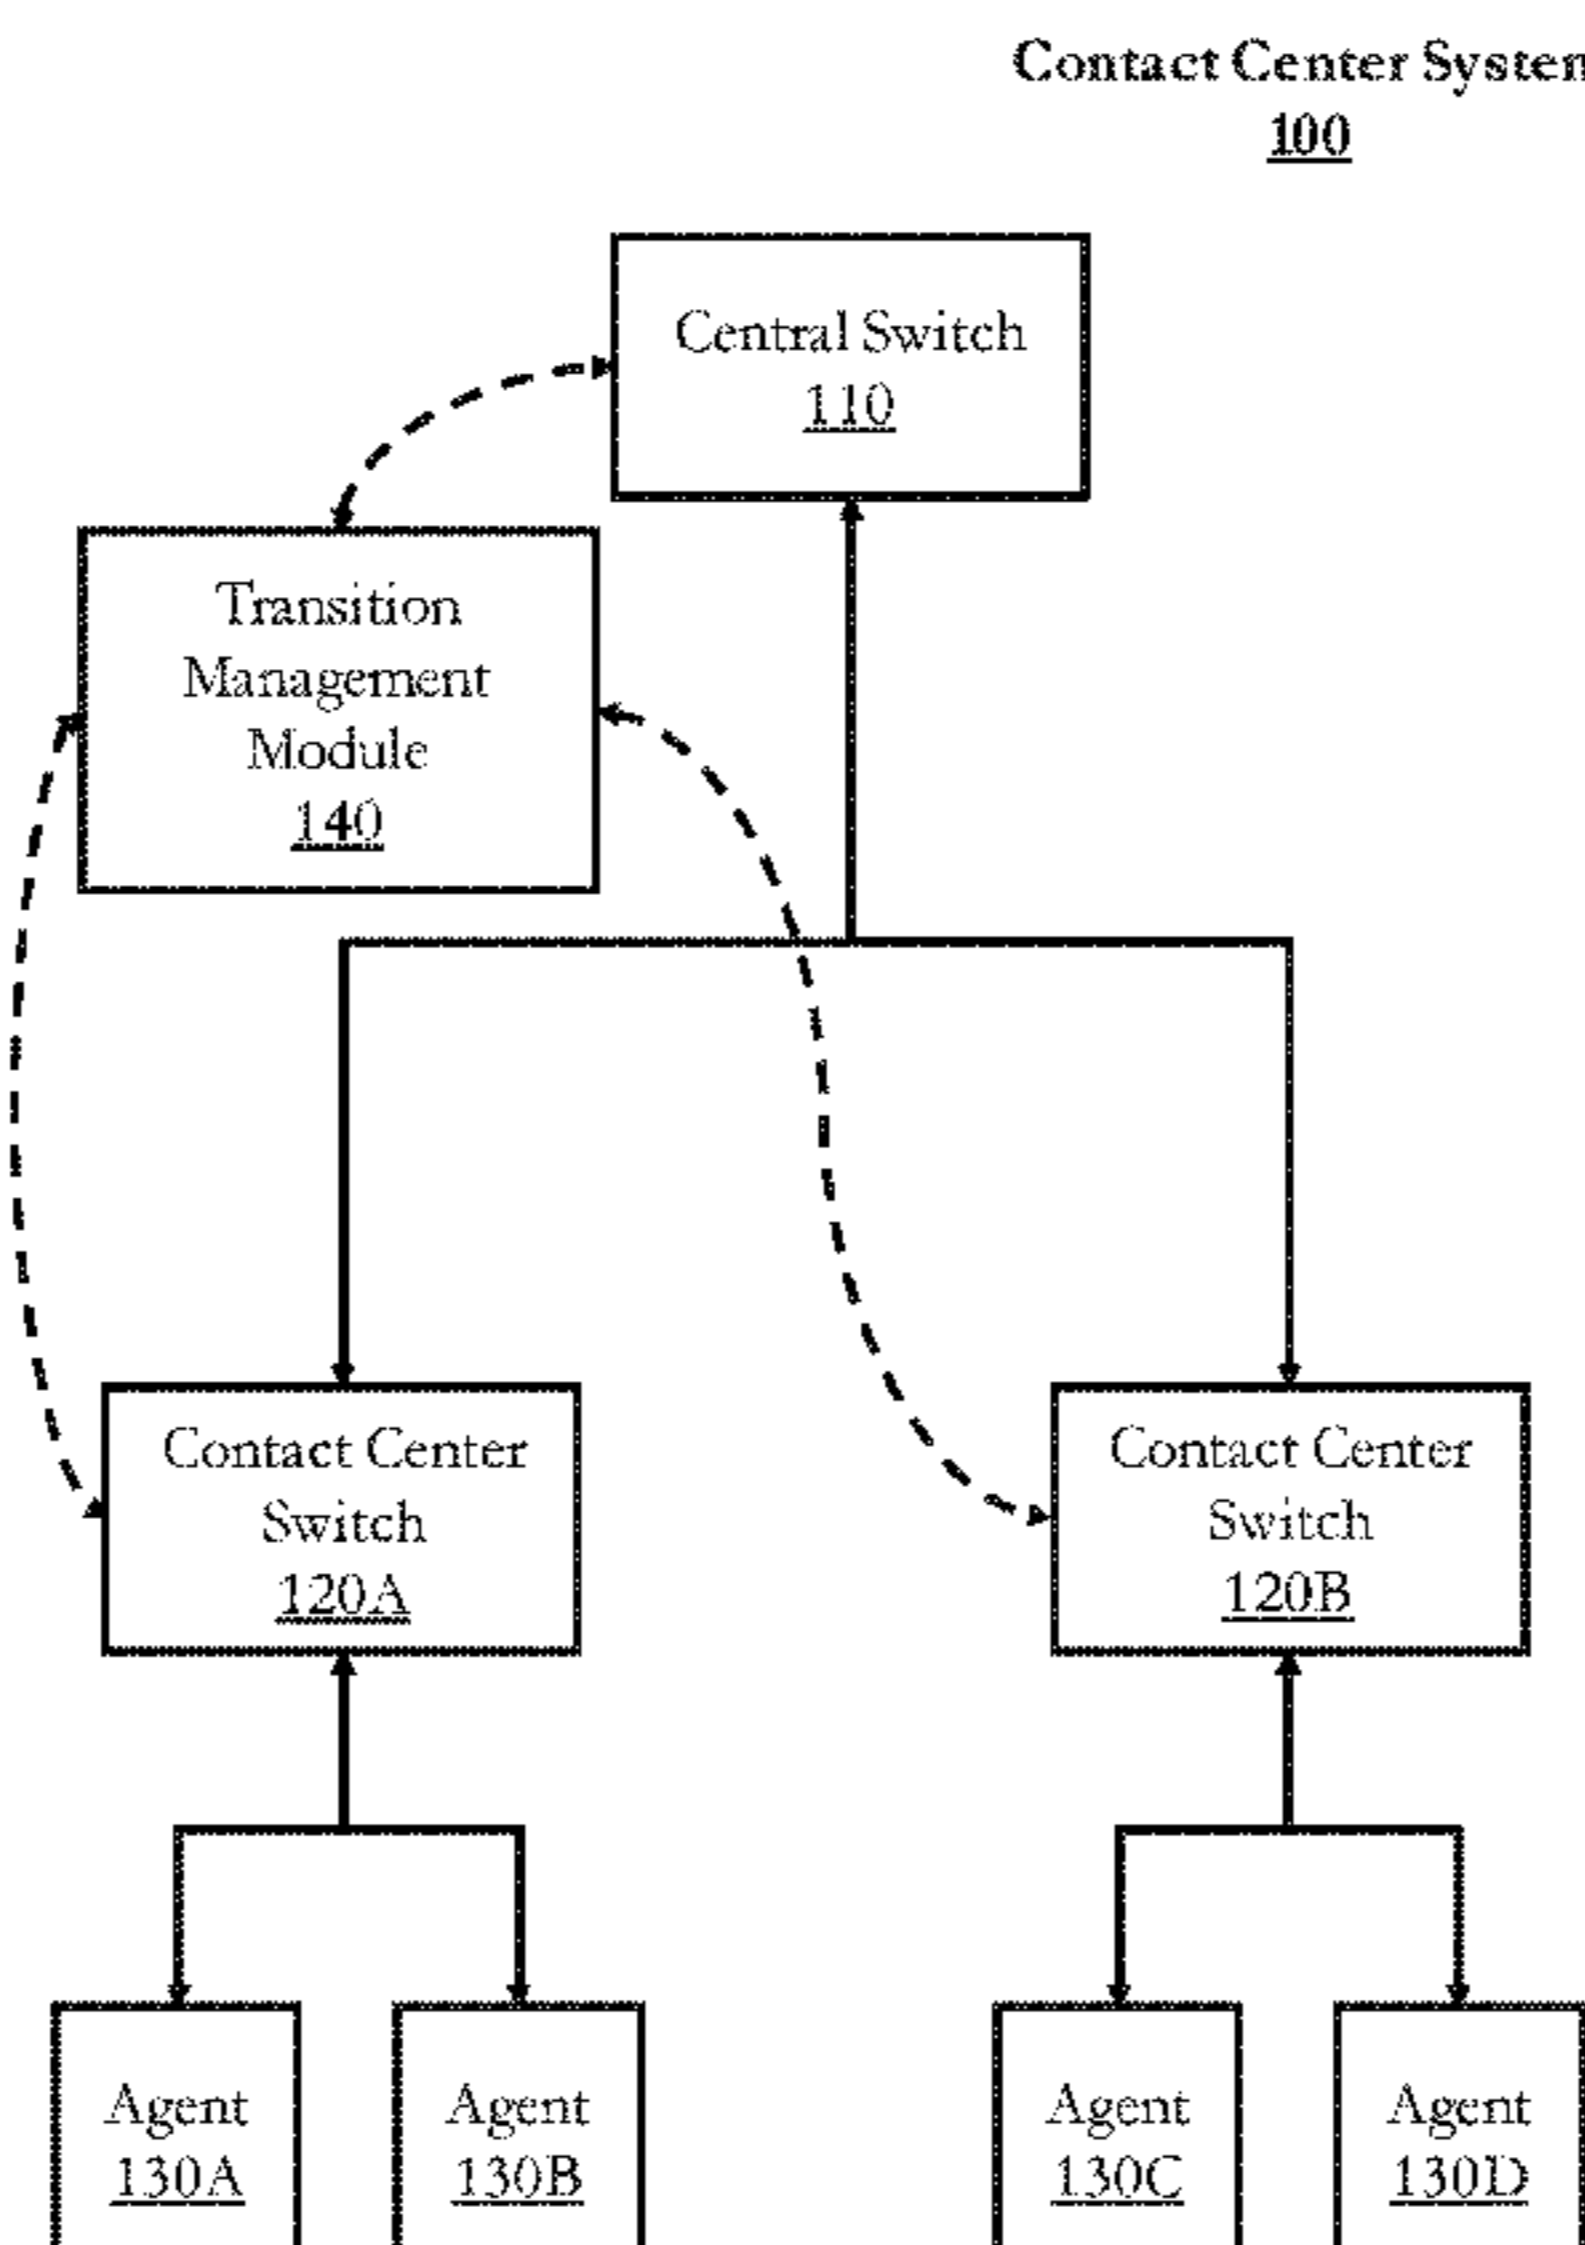 Contact Center System
100
Central Switch
110
Transition
Management
Module
140
Contact Center
Switch
120A
Contact Center
Switch
120B
Agent
130A
Agent
130B
Agent
130C
Agent
130D